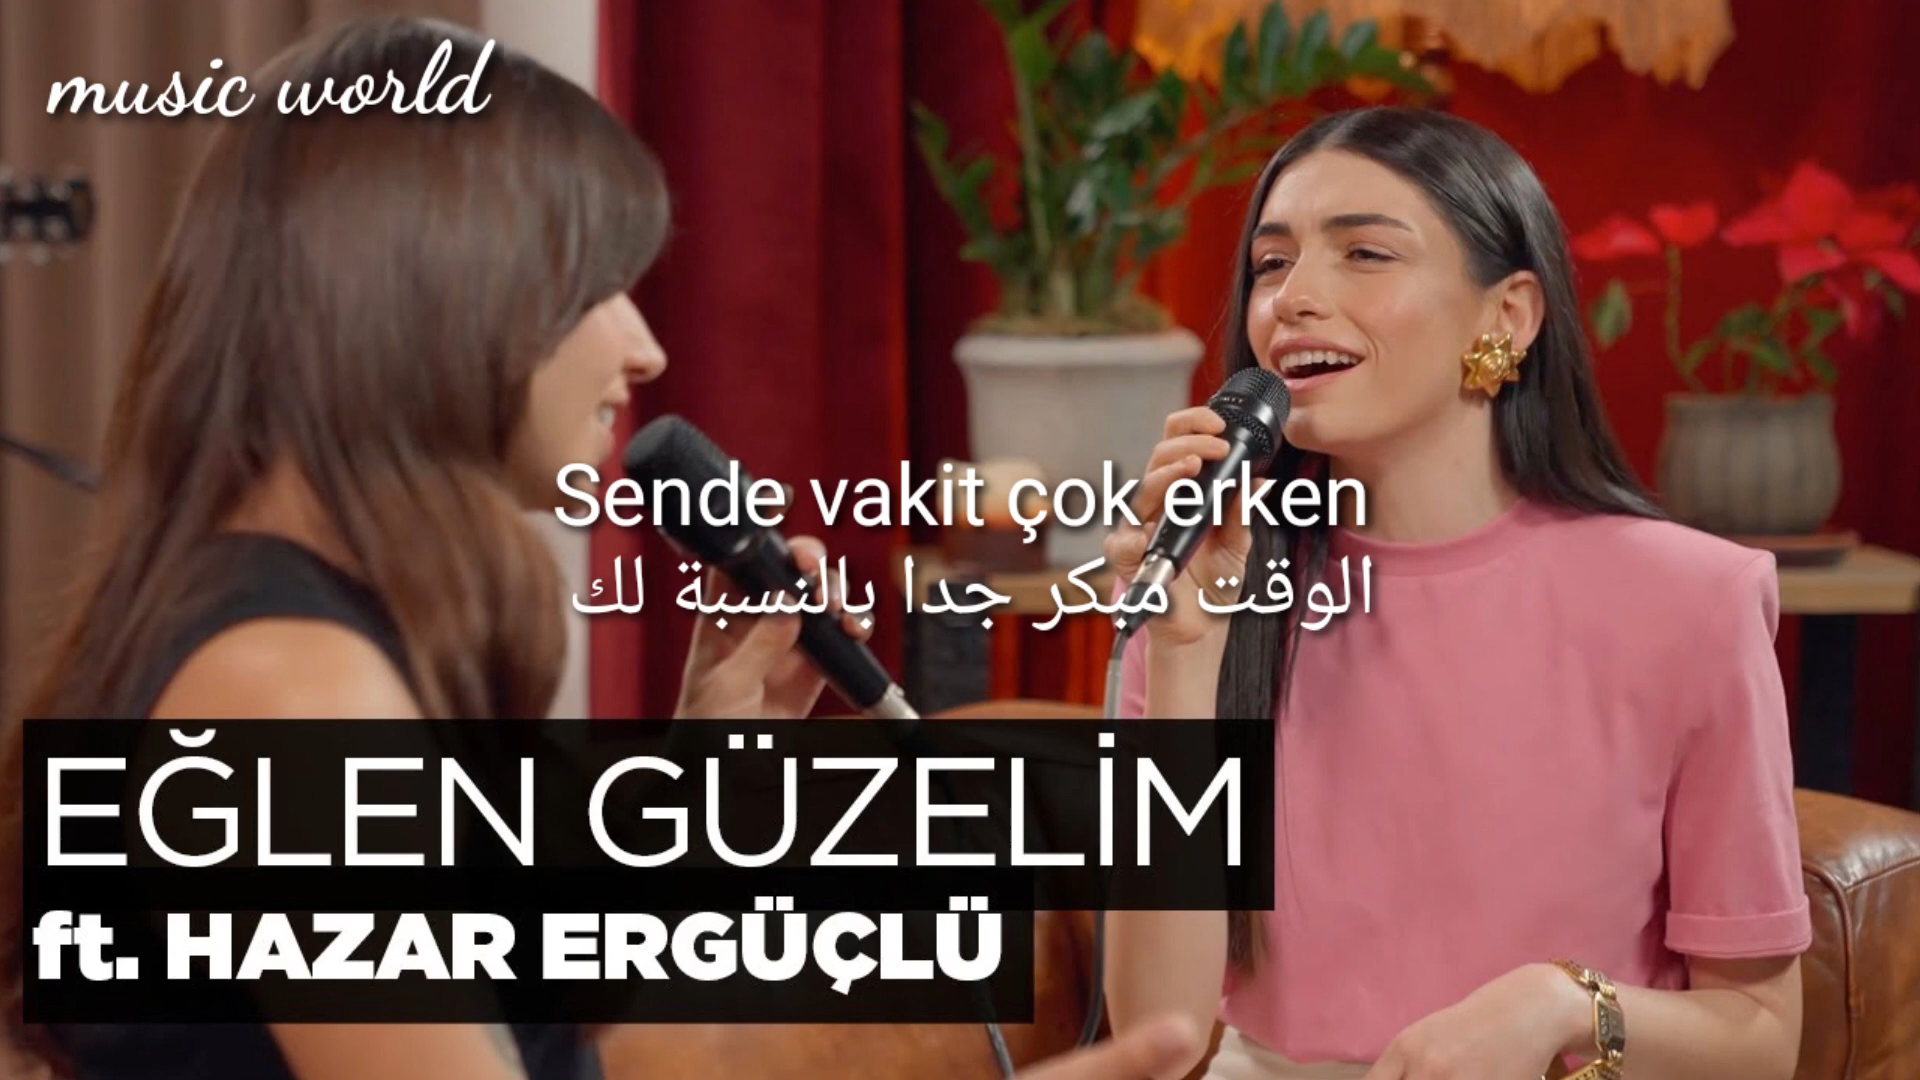 music world
Sende vakit çok erken
الوقت مبكر جدا بالنسبة لك
EĞLEN GÜZELİM
ft. HAZAR ERGÜÇLÜ